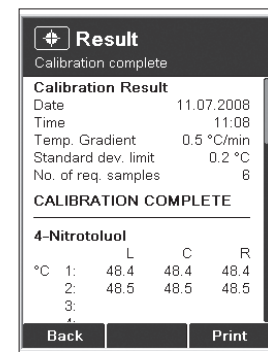 Result
Calibration complete
Calibration Result
Date 11.07.2008
Time 11:08
Temp. Gradient 0.5 °C/min
Standard dev. limit 0.2 °C
No. of req. samples 6
CALIBRATION COMPLETE
4-Nitrotoluol
L C R
°C 1: 48.4 48.4 48.4
2: 48.5 48.5 48.5
3:
Back Print